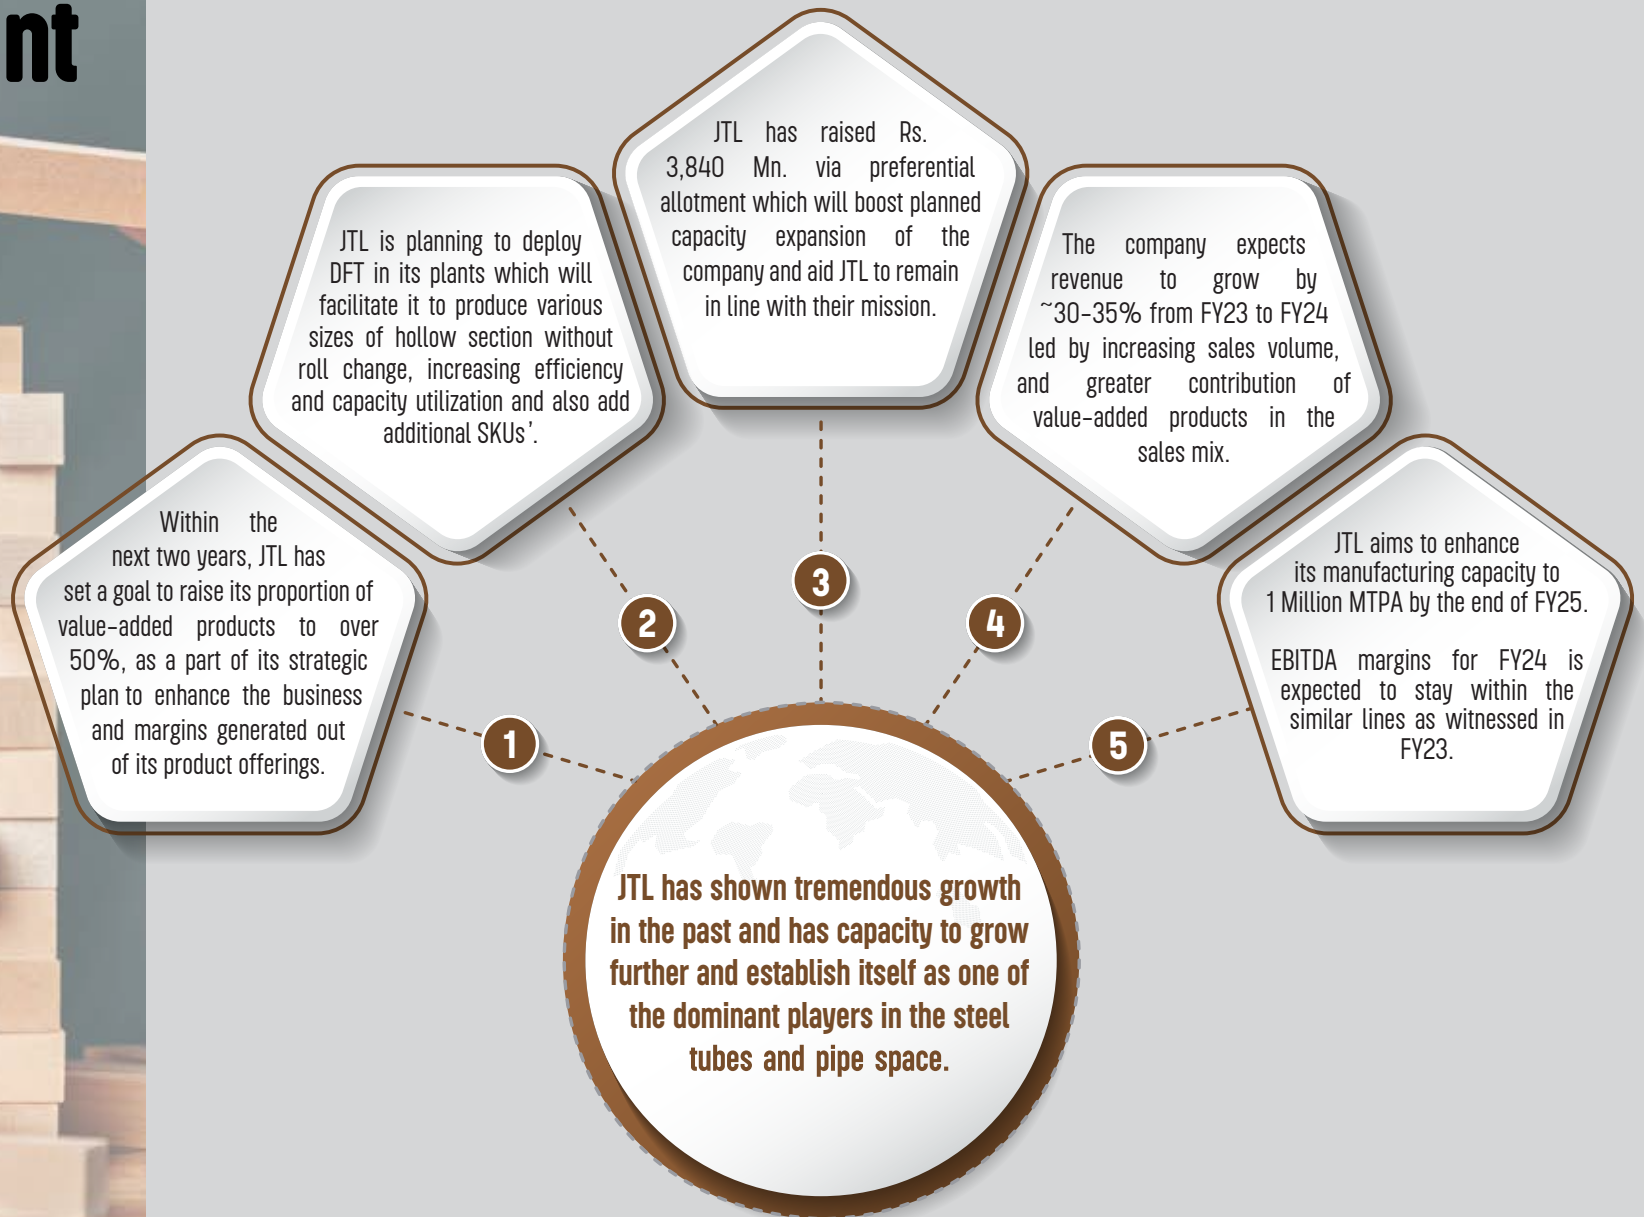 nt
Within the
next two years, JTL has
set a goal to raise its proportion of
value-added products to over
50%, as a part of its strategic
plan to enhance the business
and margins generated out
of its product offerings.
1
JTL is planning to deploy
DFT in its plants which will
facilitate it to produce various
sizes of hollow section without
roll change, increasing efficiency
and capacity utilization and also add
additional SKUs'.
2
JTL has raised Rs.
3,840 Mn. via preferential
allotment which will boost planned
capacity expansion of the
company and aid JTL to remain
in line with their mission.
3
The company expects
revenue to grow by
~30-35% from FY23 to FY24
led by increasing sales volume,
and greater contribution of
value-added products in the
sales mix.
4
JTL aims to enhance
its manufacturing capacity to
1 Million MTPA by the end of FY25.
EBITDA margins for FY24 is
expected to stay within the
similar lines as witnessed in
FY23.
5
JTL has shown tremendous growth
in the past and has capacity to grow
further and establish itself as one of
the dominant players in the steel
tubes and pipe space.